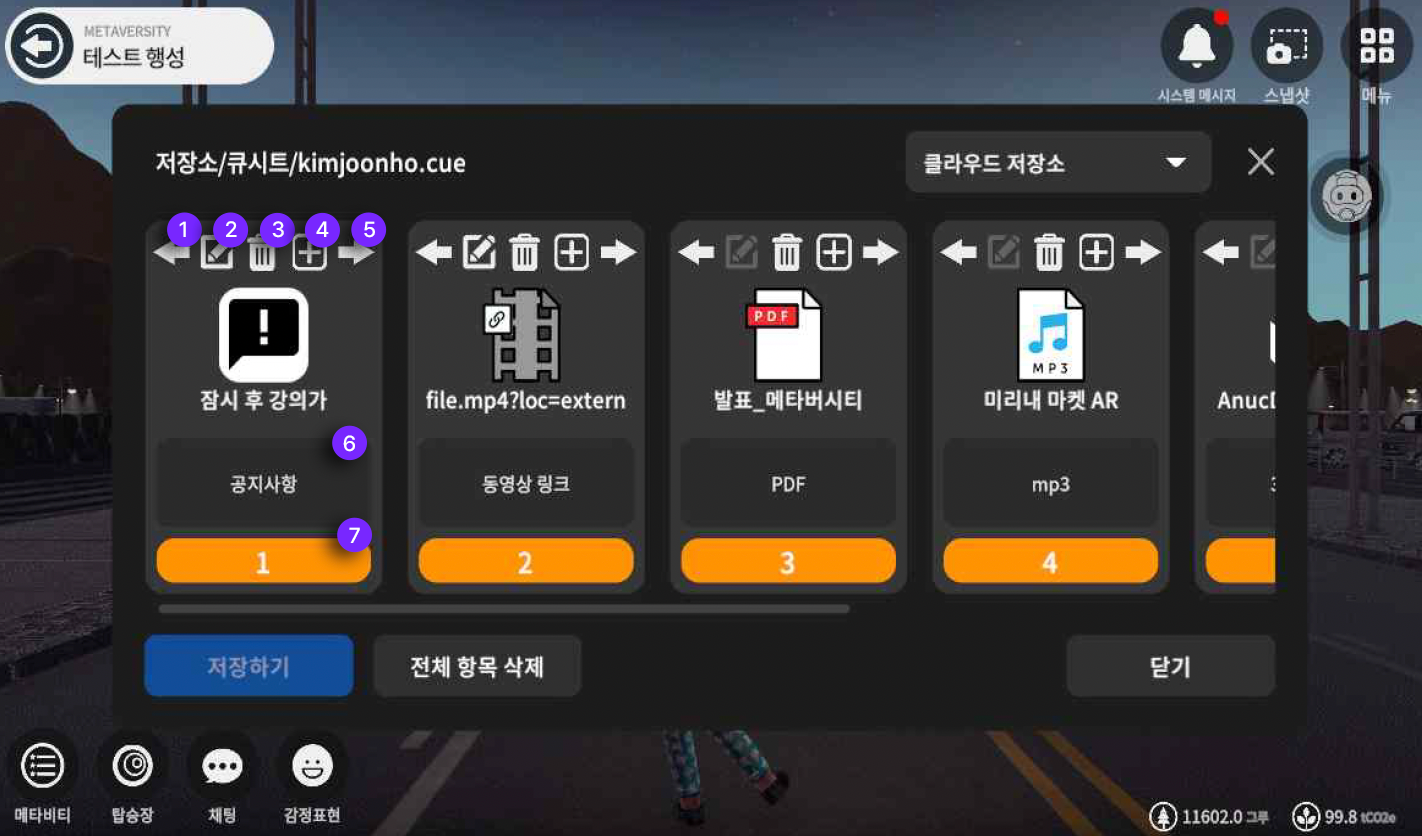 METAVERSITY
테스트 행성
시스템 메시지
스냅샷
메뉴
저장소/큐시트/kimjoonho.cue
클라우드 저장소
1 2 3 4 5
잠시 후 강의가
file.mp4?loc=extern
PDF
발표_메타버시티
MP3
미리내 마켓 AR
6
공지사항
동영상 링크
PDF
mp3
7
1
2
3
4
저장하기
전체 항목 삭제
닫기
메타비티
탑승장
채팅
감정표현
11602.0 그루
99.8 tCO2e